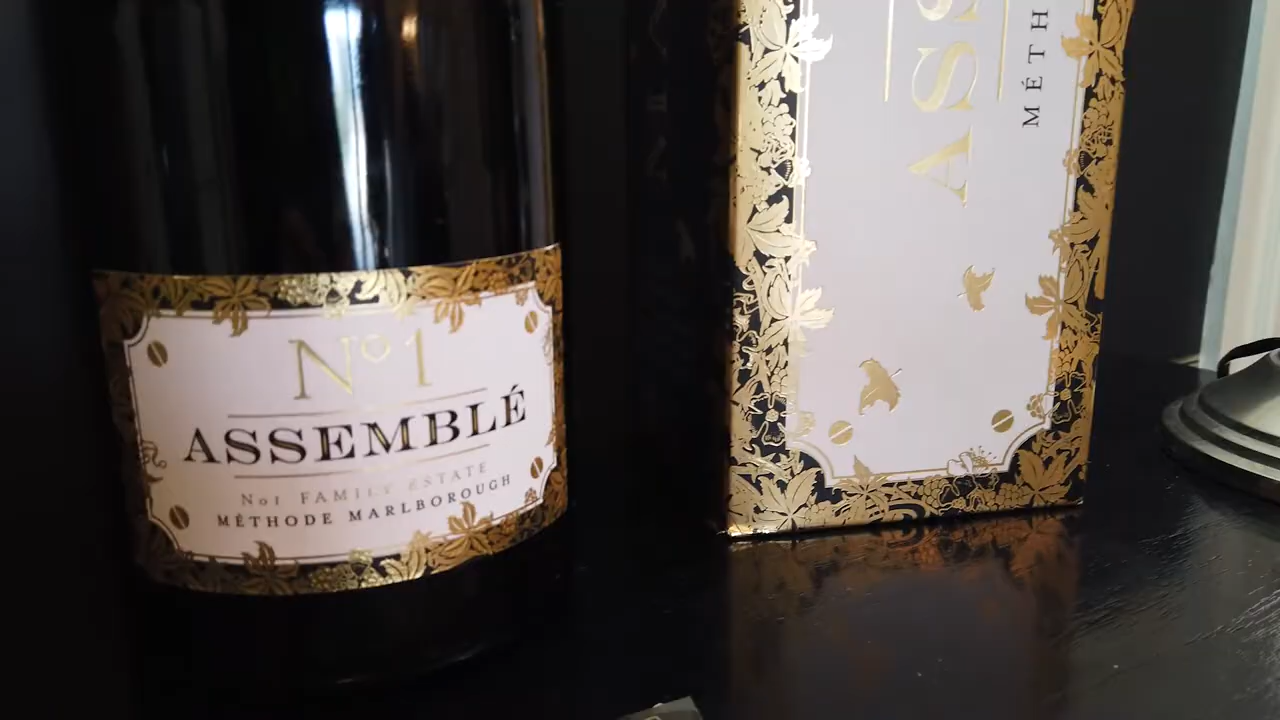 Nº1
ASSEMBLÉ
No1 FAMILY ESTATE
MÉTHODE MARLBOROUGH
ASS
MÉTH